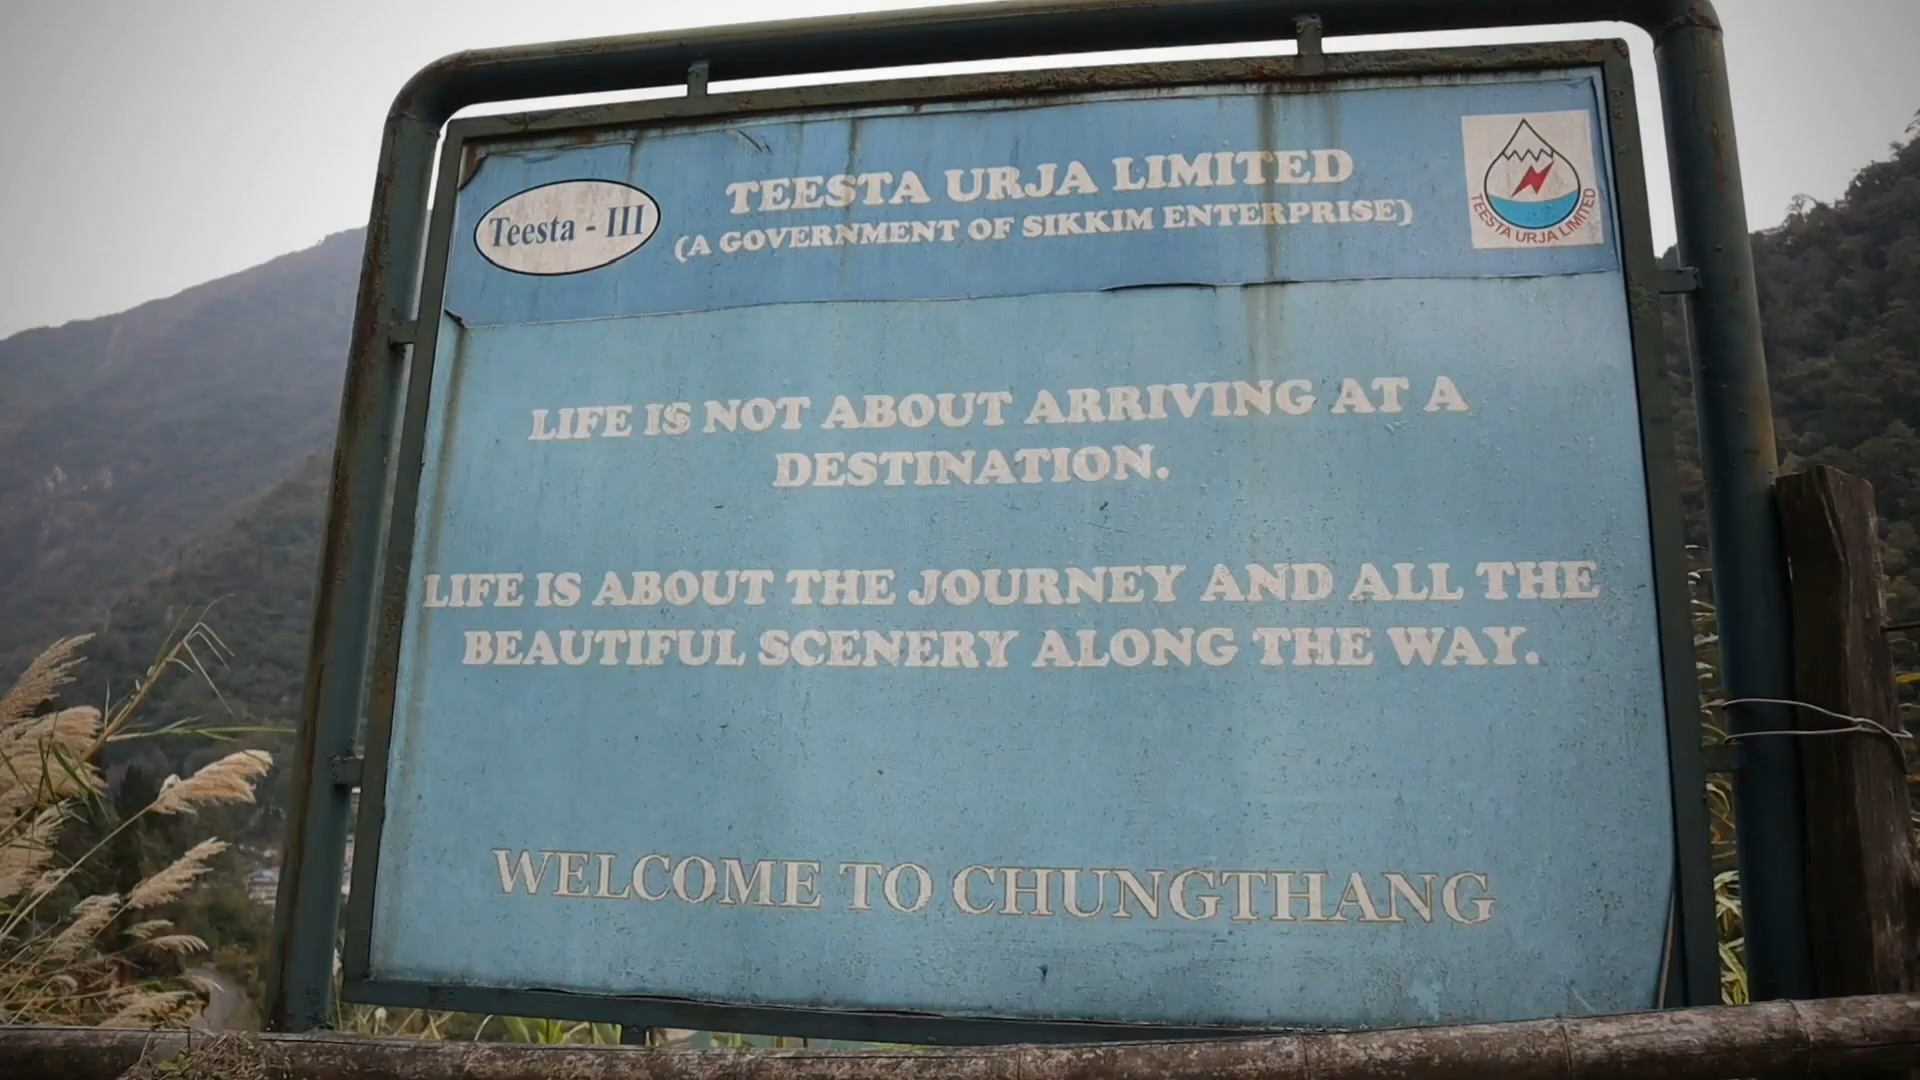 Teesta - III
TEESTA URJA LIMITED
(A GOVERNMENT OF SIKKIM ENTERPRISE)
TEESTA URJA LIMITED
LIFE IS NOT ABOUT ARRIVING AT A
DESTINATION.
LIFE IS ABOUT THE JOURNEY AND ALL THE
BEAUTIFUL SCENERY ALONG THE WAY.
WELCOME TO CHUNGTHANG